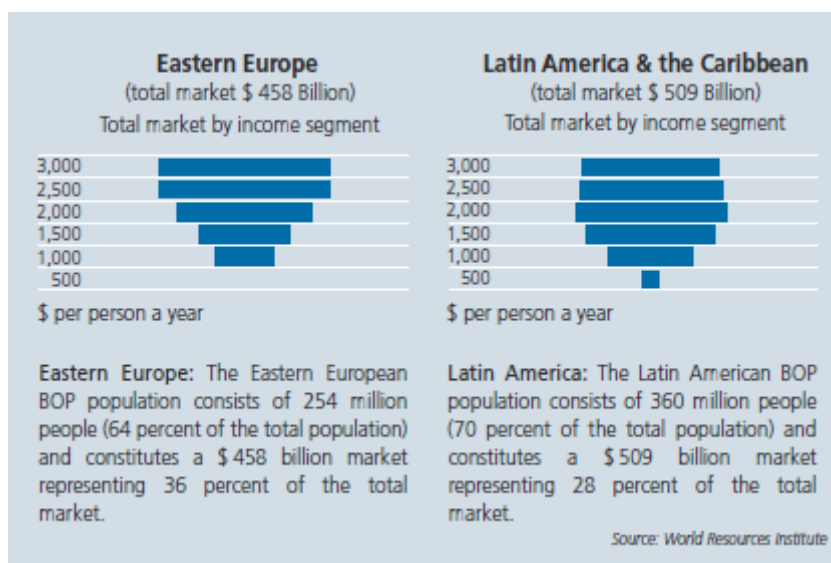 Eastern Europe
(total market $ 458 Billion)
Total market by income segment
3,000
2,500
2,000
1,500
1,000
500
$ per person a year
Eastern Europe: The Eastern European
BOP population consists of 254 million
people (64 percent of the total population)
and constitutes a $ 458 billion market
representing 36 percent of the total
market.
Latin America & the Caribbean
(total market $ 509 Billion)
Total market by income segment
3,000
2,500
2,000
1,500
1,000
500
$ per person a year
Latin America: The Latin American BOP
population consists of 360 million people
(70 percent of the total population) and
constitutes a $ 509 billion market
representing 28 percent of the total
market.
Source: World Resources Institute